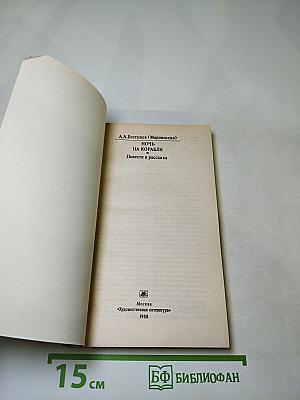 А.А.Бестужев (Марлинский)
НОЧЬ
НА КОРАБЛЕ
Повести и рассказы
Москва
«Художественная литература»
1988
15 см
БФ БИБЛИОФАН